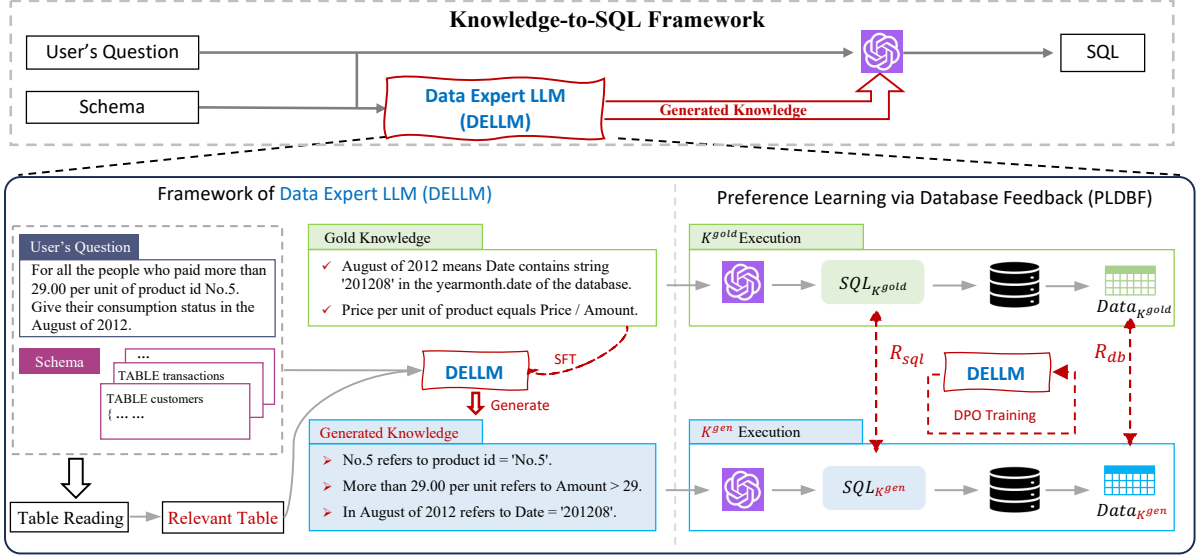 Knowledge-to-SQL Framework
User's Question
SQL
Schema
Data Expert LLM
(DELLM)
Generated Knowledge
Framework of Data Expert LLM (DELLM)
User's Question
For all the people who paid more than
29.00 per unit of product id No.5.
Give their consumption status in the
August of 2012.
Schema
...
TABLE transactions
TABLE customers
{ ... ...
Table Reading
Relevant Table
Gold Knowledge
✓ August of 2012 means Date contains string
'201208' in the yearmonth.date of the database.
✓ Price per unit of product equals Price / Amount.
SFT
DELLM
Generate
Generated Knowledge
➢ No.5 refers to product id = 'No.5'.
➢ More than 29.00 per unit refers to Amount > 29.
➢ In August of 2012 refers to Date = '201208'.
Preference Learning via Database Feedback (PLDBF)
K^gold Execution
SQL_K^gold
Data_K^gold
R_sql
R_db
DELLM
DPO Training
K^gen Execution
SQL_K^gen
Data_K^gen